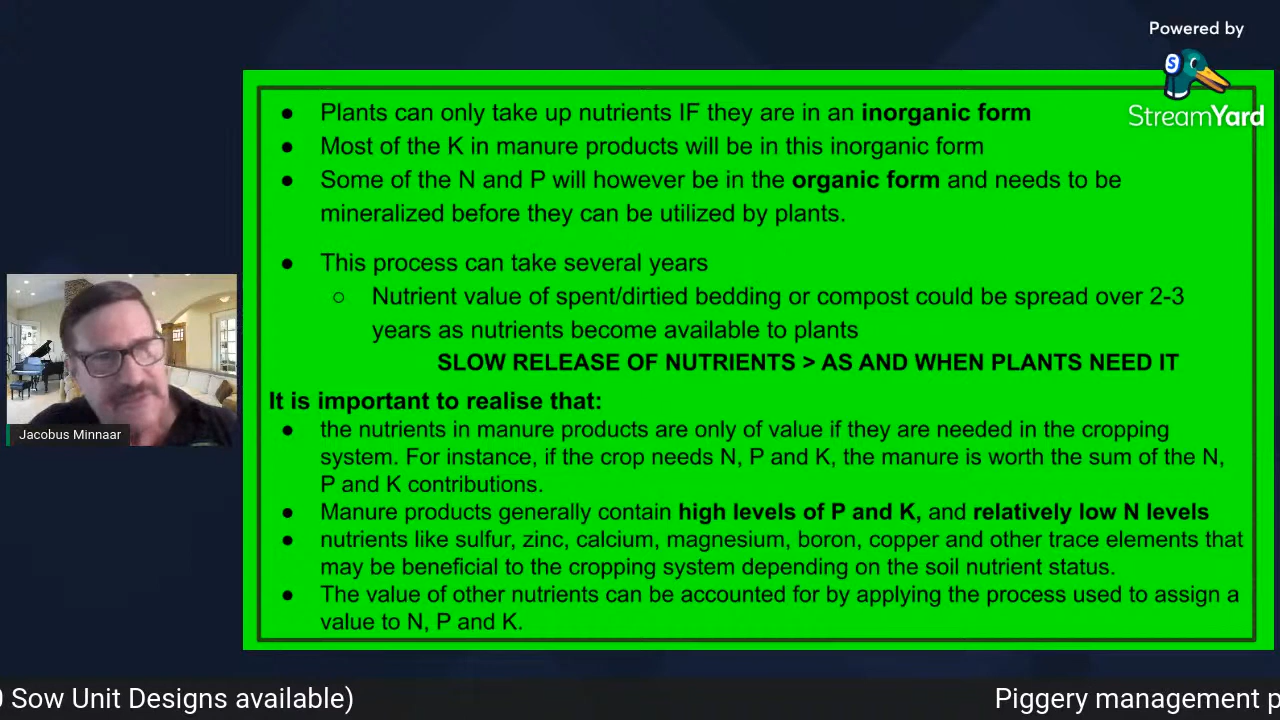 Powered by
StreamYard
● Plants can only take up nutrients IF they are in an inorganic form
● Most of the K in manure products will be in this inorganic form
● Some of the N and P will however be in the organic form and needs to be
mineralized before they can be utilized by plants.
● This process can take several years
○ Nutrient value of spent/dirtied bedding or compost could be spread over 2-3
years as nutrients become available to plants
SLOW RELEASE OF NUTRIENTS > AS AND WHEN PLANTS NEED IT
It is important to realise that:
● the nutrients in manure products are only of value if they are needed in the cropping
system. For instance, if the crop needs N, P and K, the manure is worth the sum of the N,
P and K contributions.
● Manure products generally contain high levels of P and K, and relatively low N levels
● nutrients like sulfur, zinc, calcium, magnesium, boron, copper and other trace elements that
may be beneficial to the cropping system depending on the soil nutrient status.
● The value of other nutrients can be accounted for by applying the process used to assign a
value to N, P and K.
Jacobus Minnaar
Sow Unit Designs available)
Piggery management p